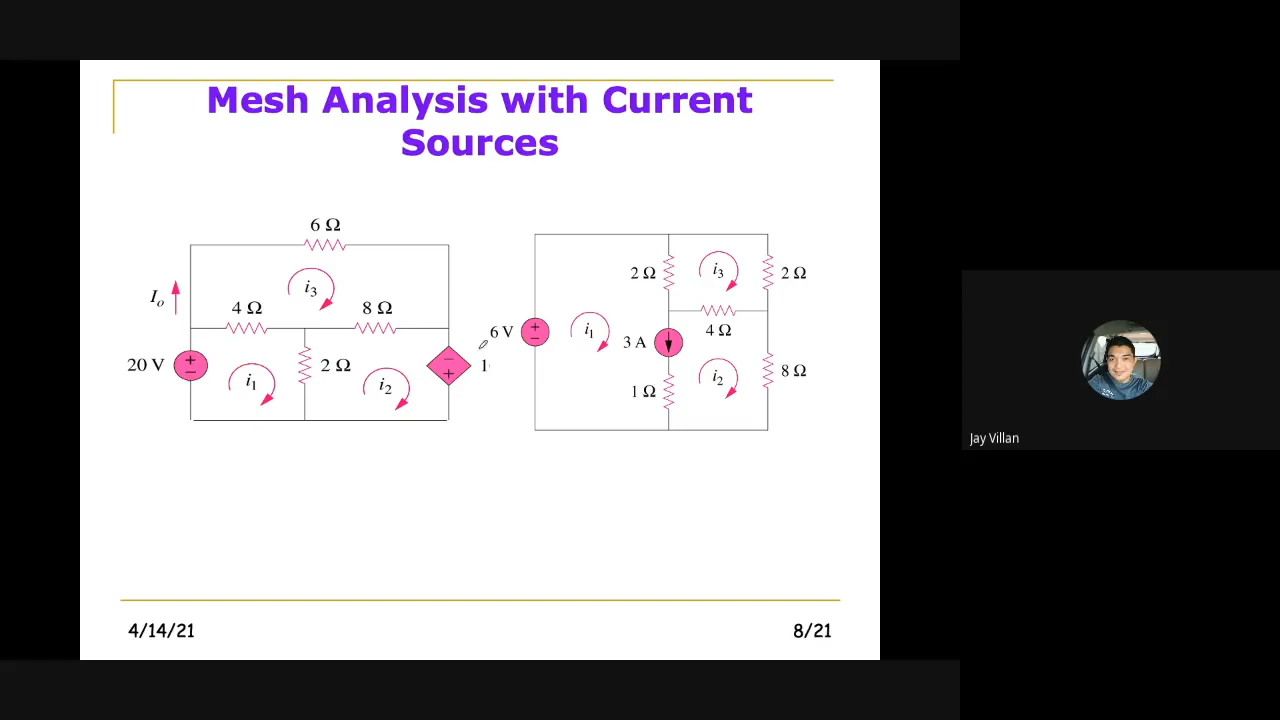 Mesh Analysis with Current
Sources
6 Ω
i3
Io
4 Ω
8 Ω
20 V
+
−
i1
2 Ω
i2
−
+
6 V
+
−
i1
2 Ω
i3
2 Ω
4 Ω
3 A
i2
1 Ω
8 Ω
4/14/21
8/21
Jay Villan